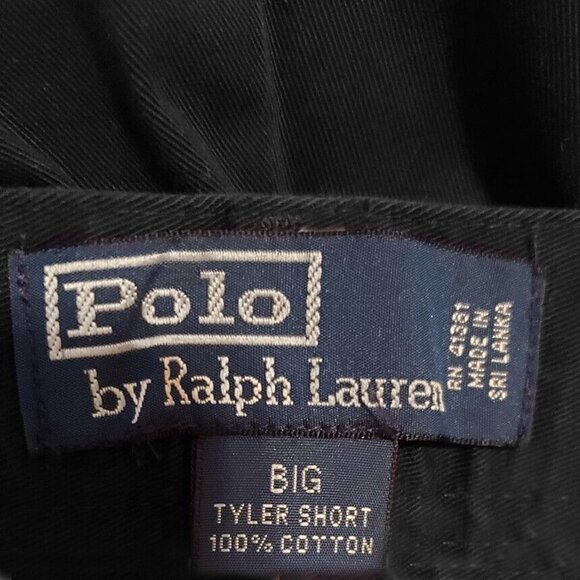 Polo
by Ralph Lauren
RN 41381
MADE IN
SRI LANKA
BIG
TYLER SHORT
100% COTTON